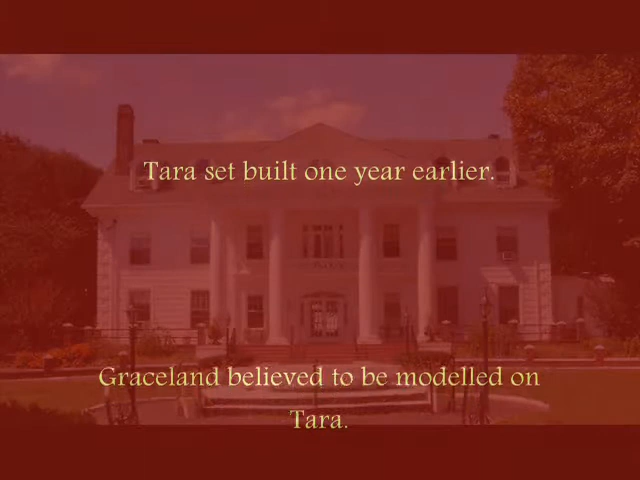 Tara set built one year earlier.
Graceland believed to be modelled on
Tara.